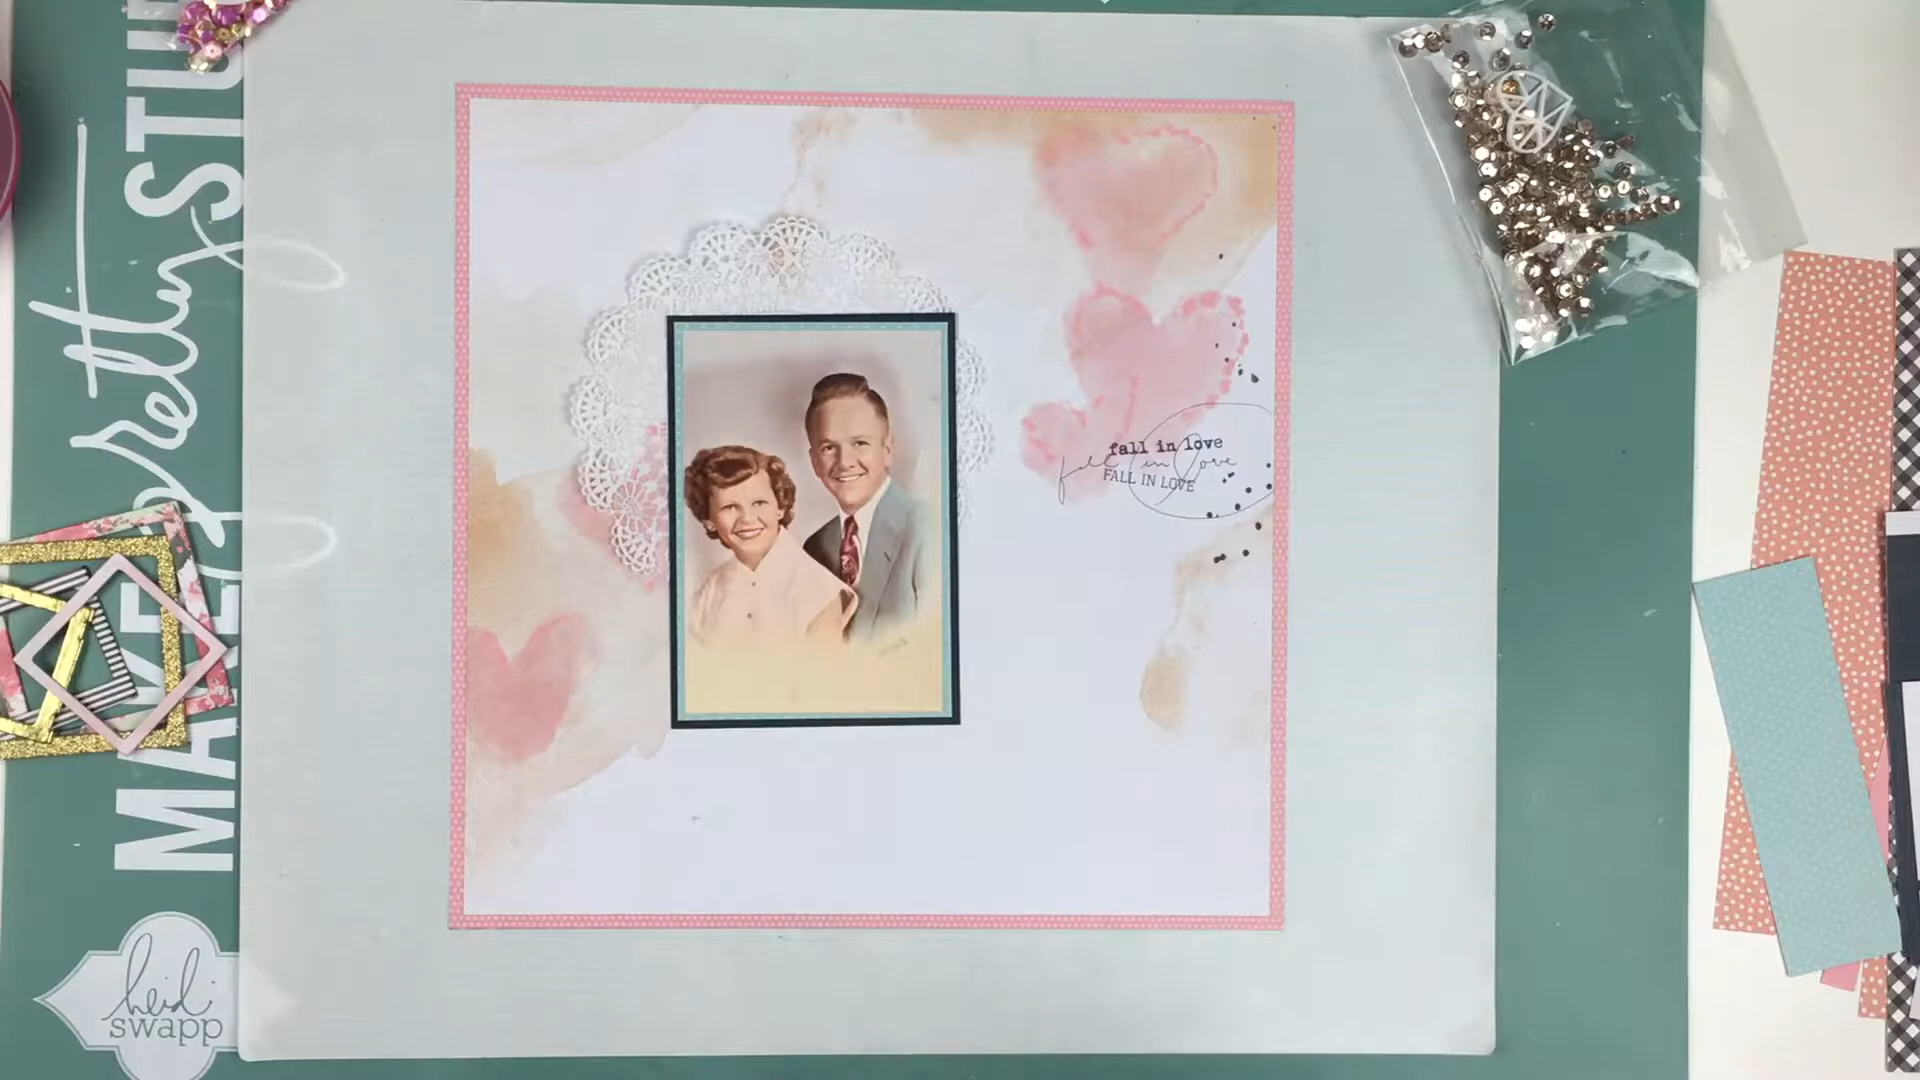 MAKE pretty STU
heidi
swapp
fall in love
fall in love
FALL IN LOVE